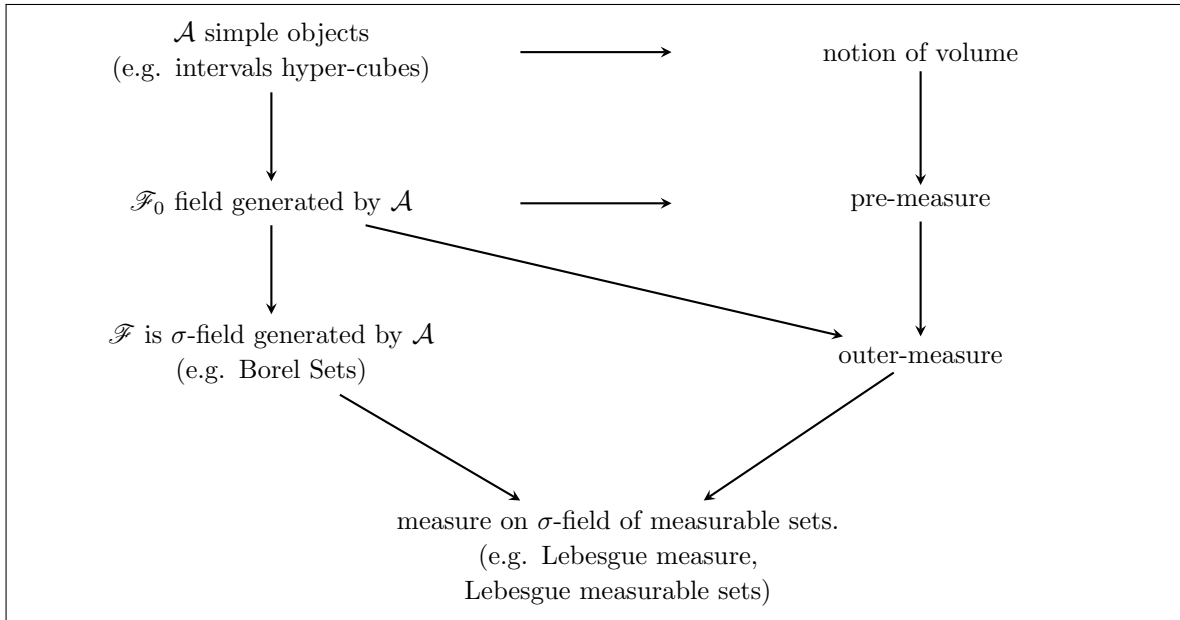 𝒜 simple objects
(e.g. intervals hyper-cubes)
notion of volume
ℱ₀ field generated by 𝒜
pre-measure
ℱ is σ-field generated by 𝒜
(e.g. Borel Sets)
outer-measure
measure on σ-field of measurable sets.
(e.g. Lebesgue measure,
Lebesgue measurable sets)